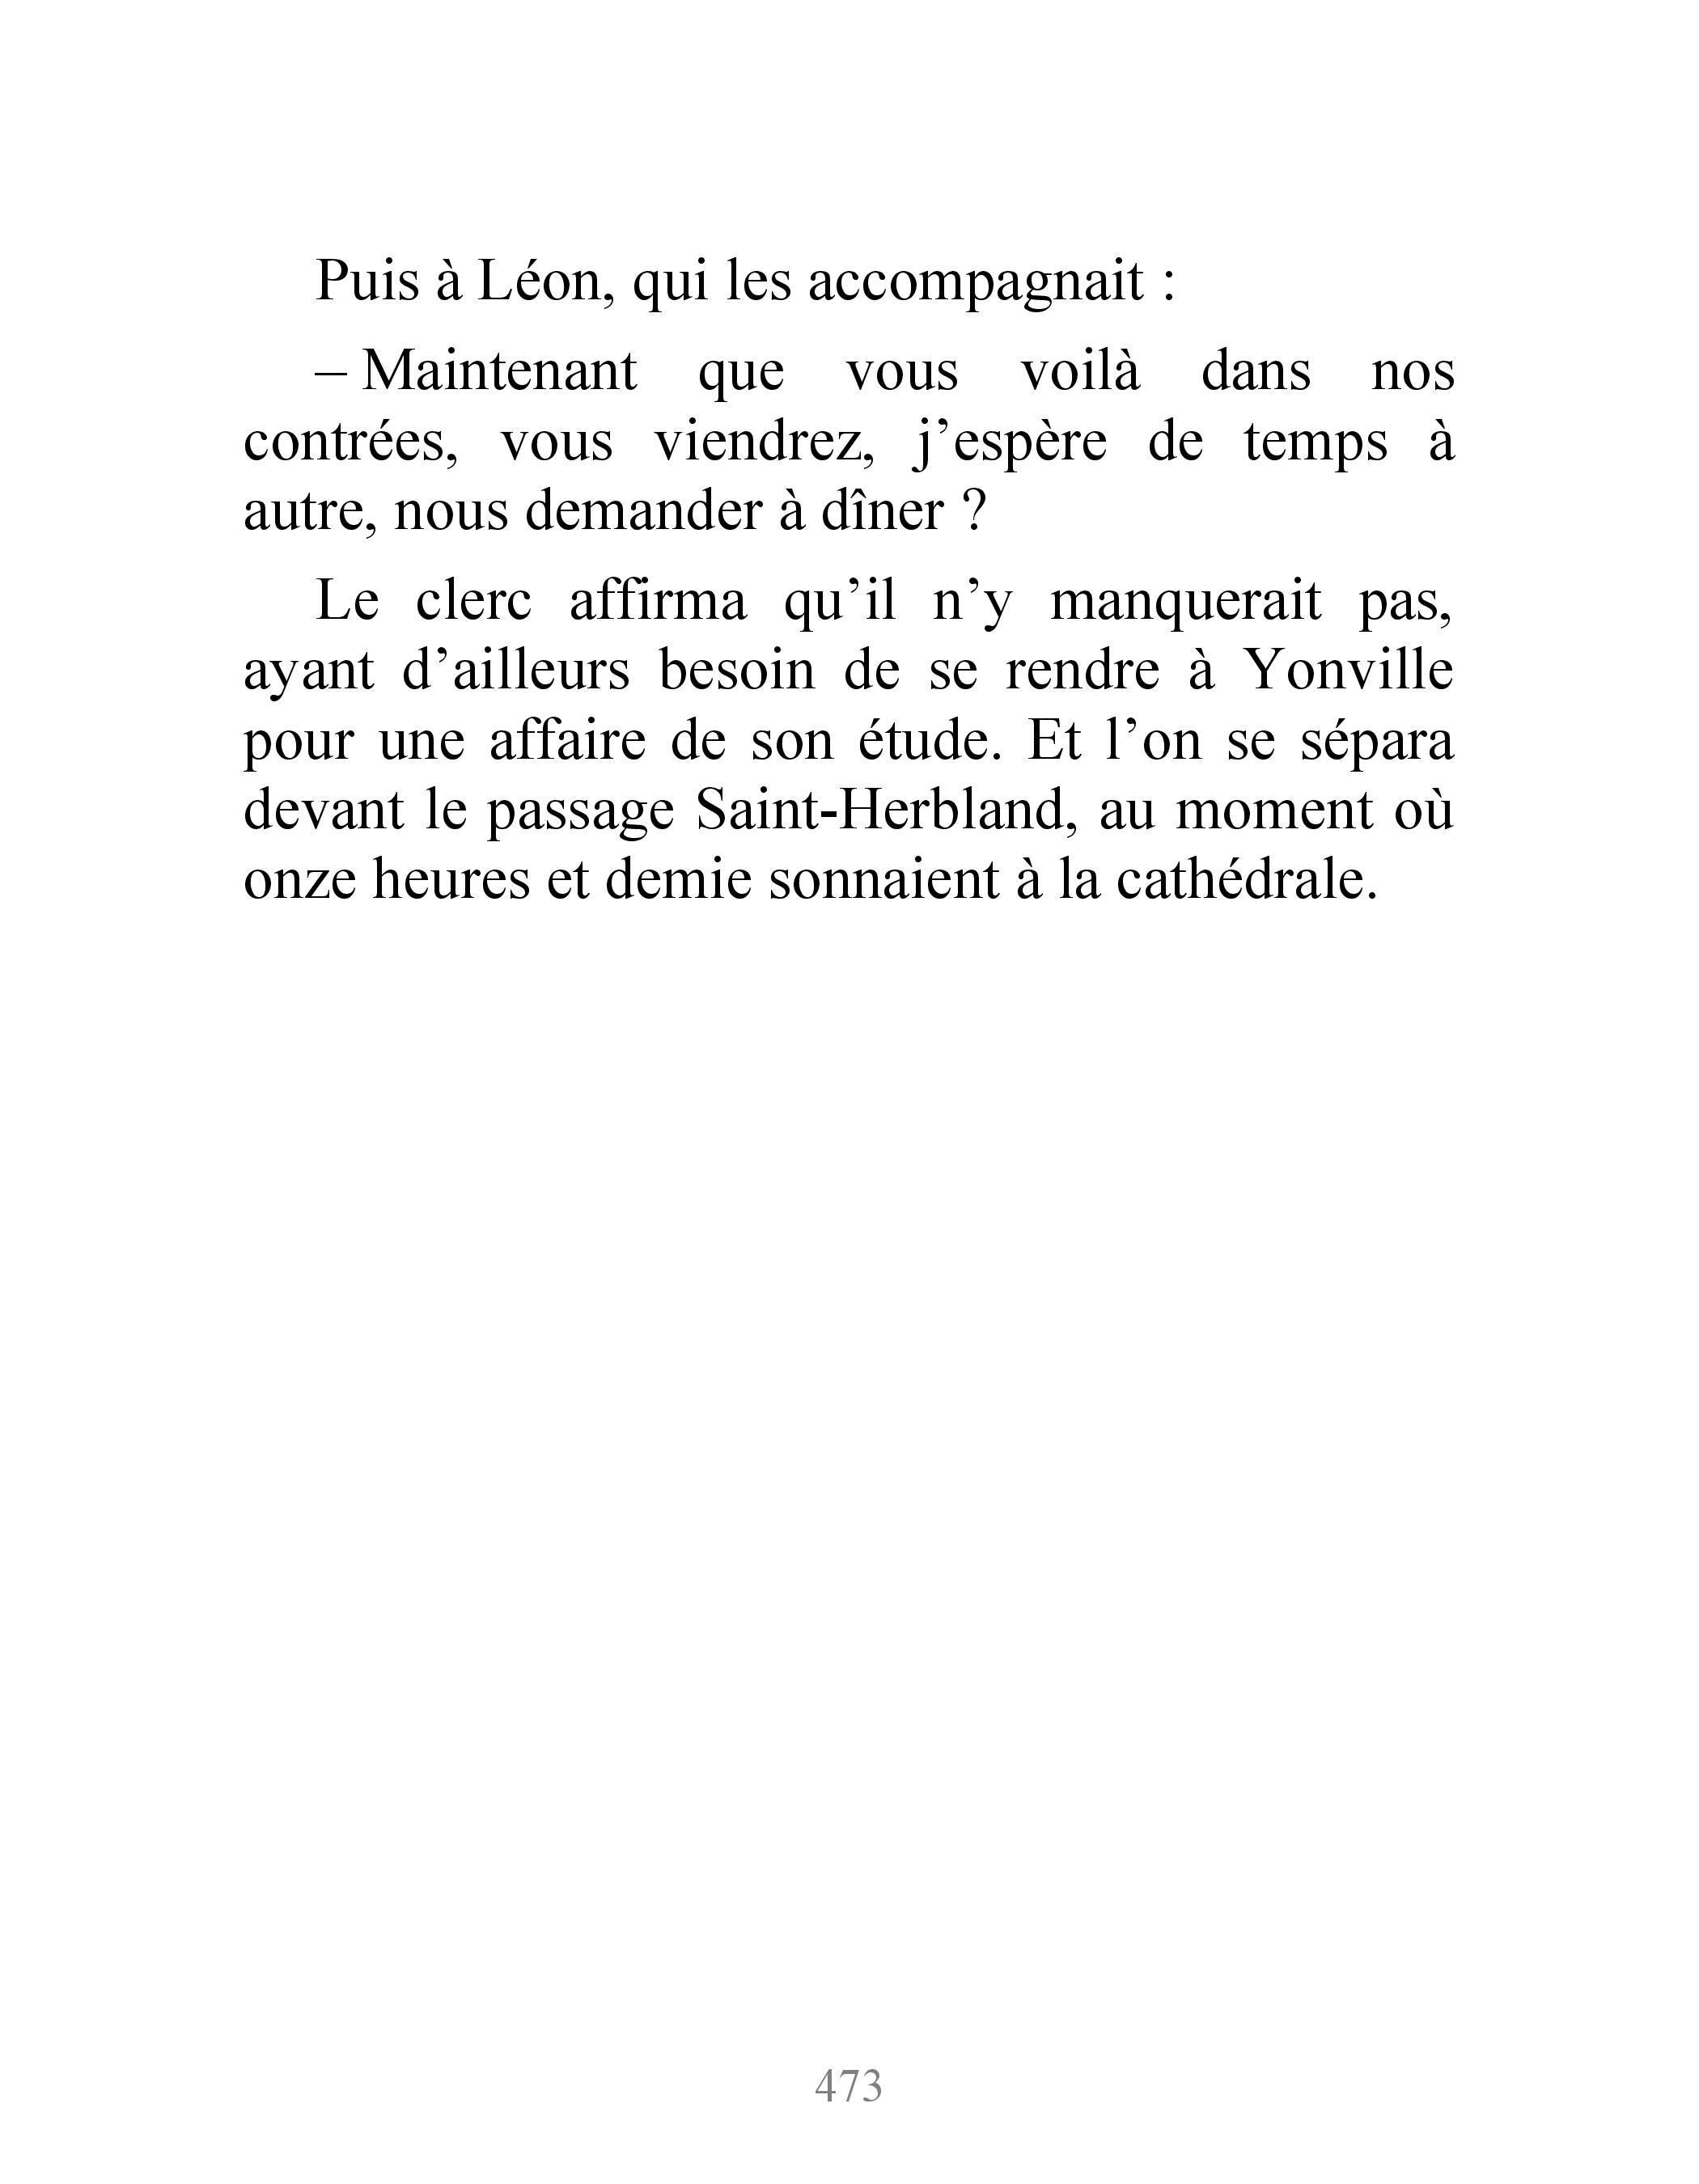 Puis à Léon, qui les accompagnait :
– Maintenant que vous voilà dans nos
contrées, vous viendrez, j’espère de temps à
autre, nous demander à dîner ?
Le clerc affirma qu’il n’y manquerait pas,
ayant d’ailleurs besoin de se rendre à Yonville
pour une affaire de son étude. Et l’on se sépara
devant le passage Saint-Herbland, au moment où
onze heures et demie sonnaient à la cathédrale.
473